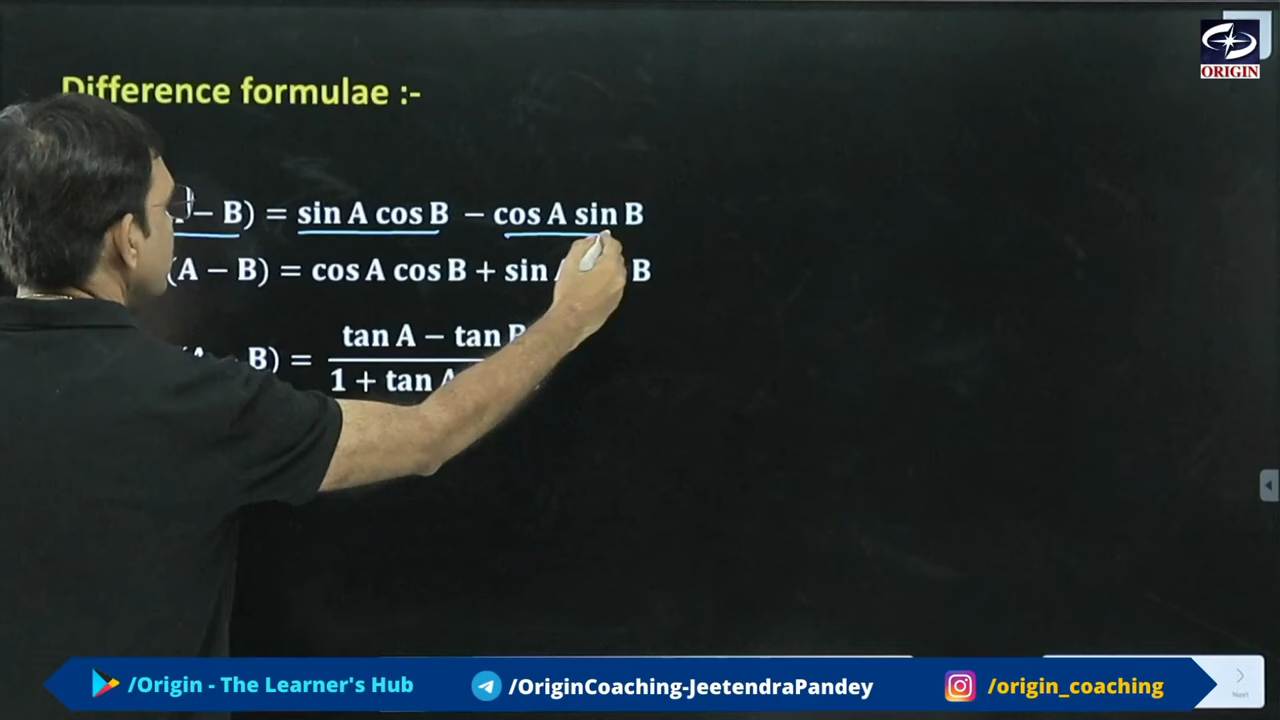 ORIGIN
Difference formulae :-
– B) = sin A cos B – cos A sin B
(A – B) = cos A cos B + sin B
B) = tan A – tan B
1 + tan A
/Origin - The Learner's Hub
/OriginCoaching-JeetendraPandey
/origin_coaching
Next